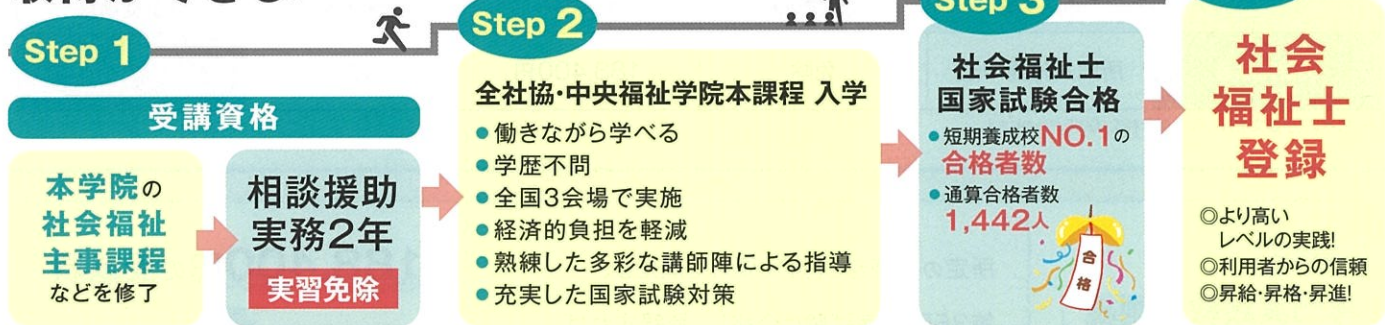 Step 1
受講資格
本学院の
社会福祉
主事課程
などを修了
相談援助
実務2年
実習免除
Step 2
全社協・中央福祉学院本課程 入学
●働きながら学べる
●学歴不問
●全国3会場で実施
●経済的負担を軽減
●熟練した多彩な講師陣による指導
●充実した国家試験対策
Step 3
社会福祉士
国家試験合格
●短期養成校NO.1の
合格者数
●通算合格者数
1,442人
合格
社会
福祉士
登録
◎より高い
レベルの実践!
◎利用者からの信頼
◎昇給・昇格・昇進!